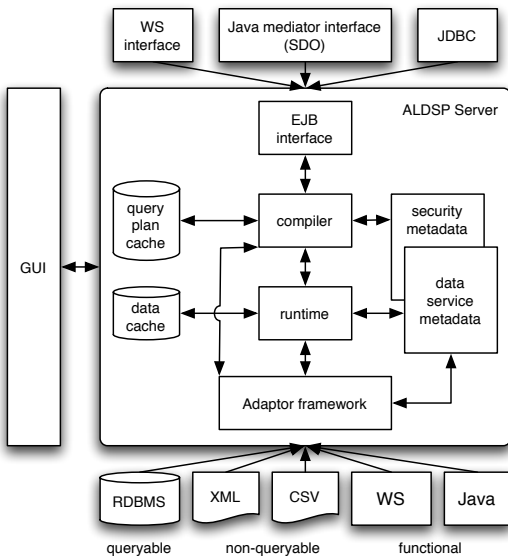 WS
interface
Java mediator interface
(SDO)
JDBC
ALDSP Server
EJB
interface
query
plan
cache
compiler
security
metadata
GUI
data
service
metadata
data
cache
runtime
Adaptor framework
RDBMS
XML
CSV
WS
Java
queryable
non-queryable
functional